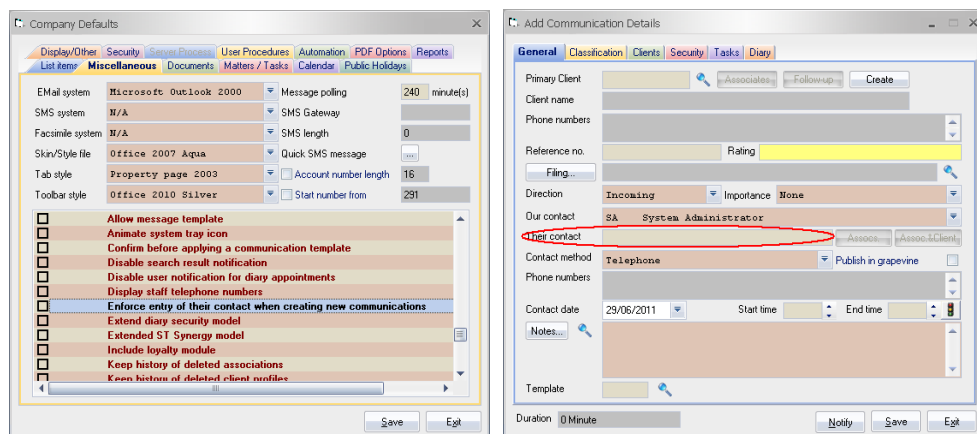 Company Defaults
Display/Other Security Server Process User Procedures Automation PDF Options Reports
List items Miscellaneous Documents Matters / Tasks Calendar Public Holidays
EMail system Microsoft Outlook 2000 Message polling 240 minute(s)
SMS system N/A SMS Gateway
Facsimile system N/A SMS length 0
Skin/Style file Office 2007 Aqua Quick SMS message ...
Tab style Property page 2003 Account number length 16
Toolbar style Office 2010 Silver Start number from 291
Allow message template
Animate system tray icon
Confirm before applying a communication template
Disable search result notification
Disable user notification for diary appointments
Display staff telephone numbers
Enforce entry of their contact when creating new communications
Extend diary security model
Extended ST Synergy model
Include loyalty module
Keep history of deleted associations
Keep history of deleted client profiles
Save Exit
Add Communication Details
General Classification Clients Security Tasks Diary
Primary Client Associates Follow-up Create
Client name
Phone numbers
Reference no. Rating
Filing...
Direction Incoming Importance None
Our contact SA System Administrator
Their contact Assocs. Assoc1Client
Contact method Telephone Publish in grapevine
Phone numbers
Contact date 29/06/2011 Start time End time
Notes...
Template
Duration 0 Minute Notify Save Exit